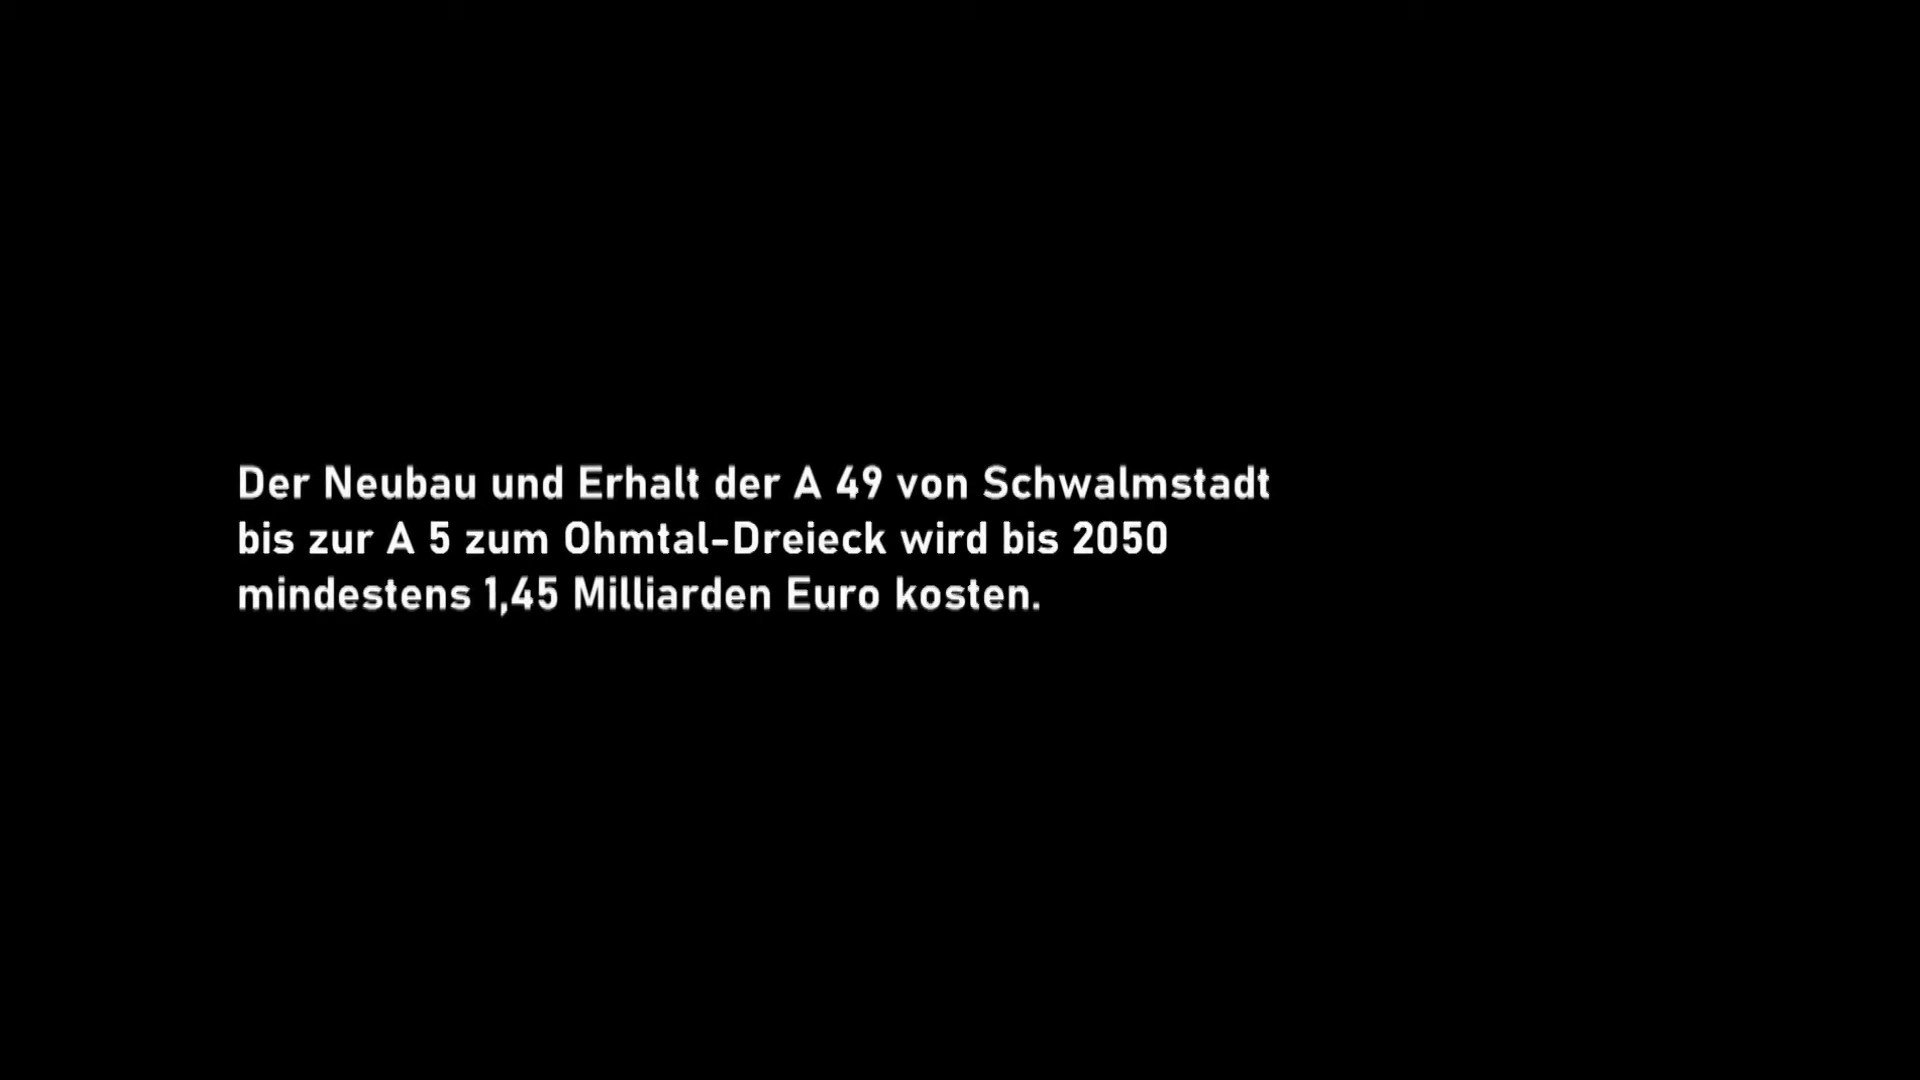 Der Neubau und Erhalt der A 49 von Schwalmstadt
bis zur A 5 zum Ohmtal-Dreieck wird bis 2050
mindestens 1,45 Milliarden Euro kosten.